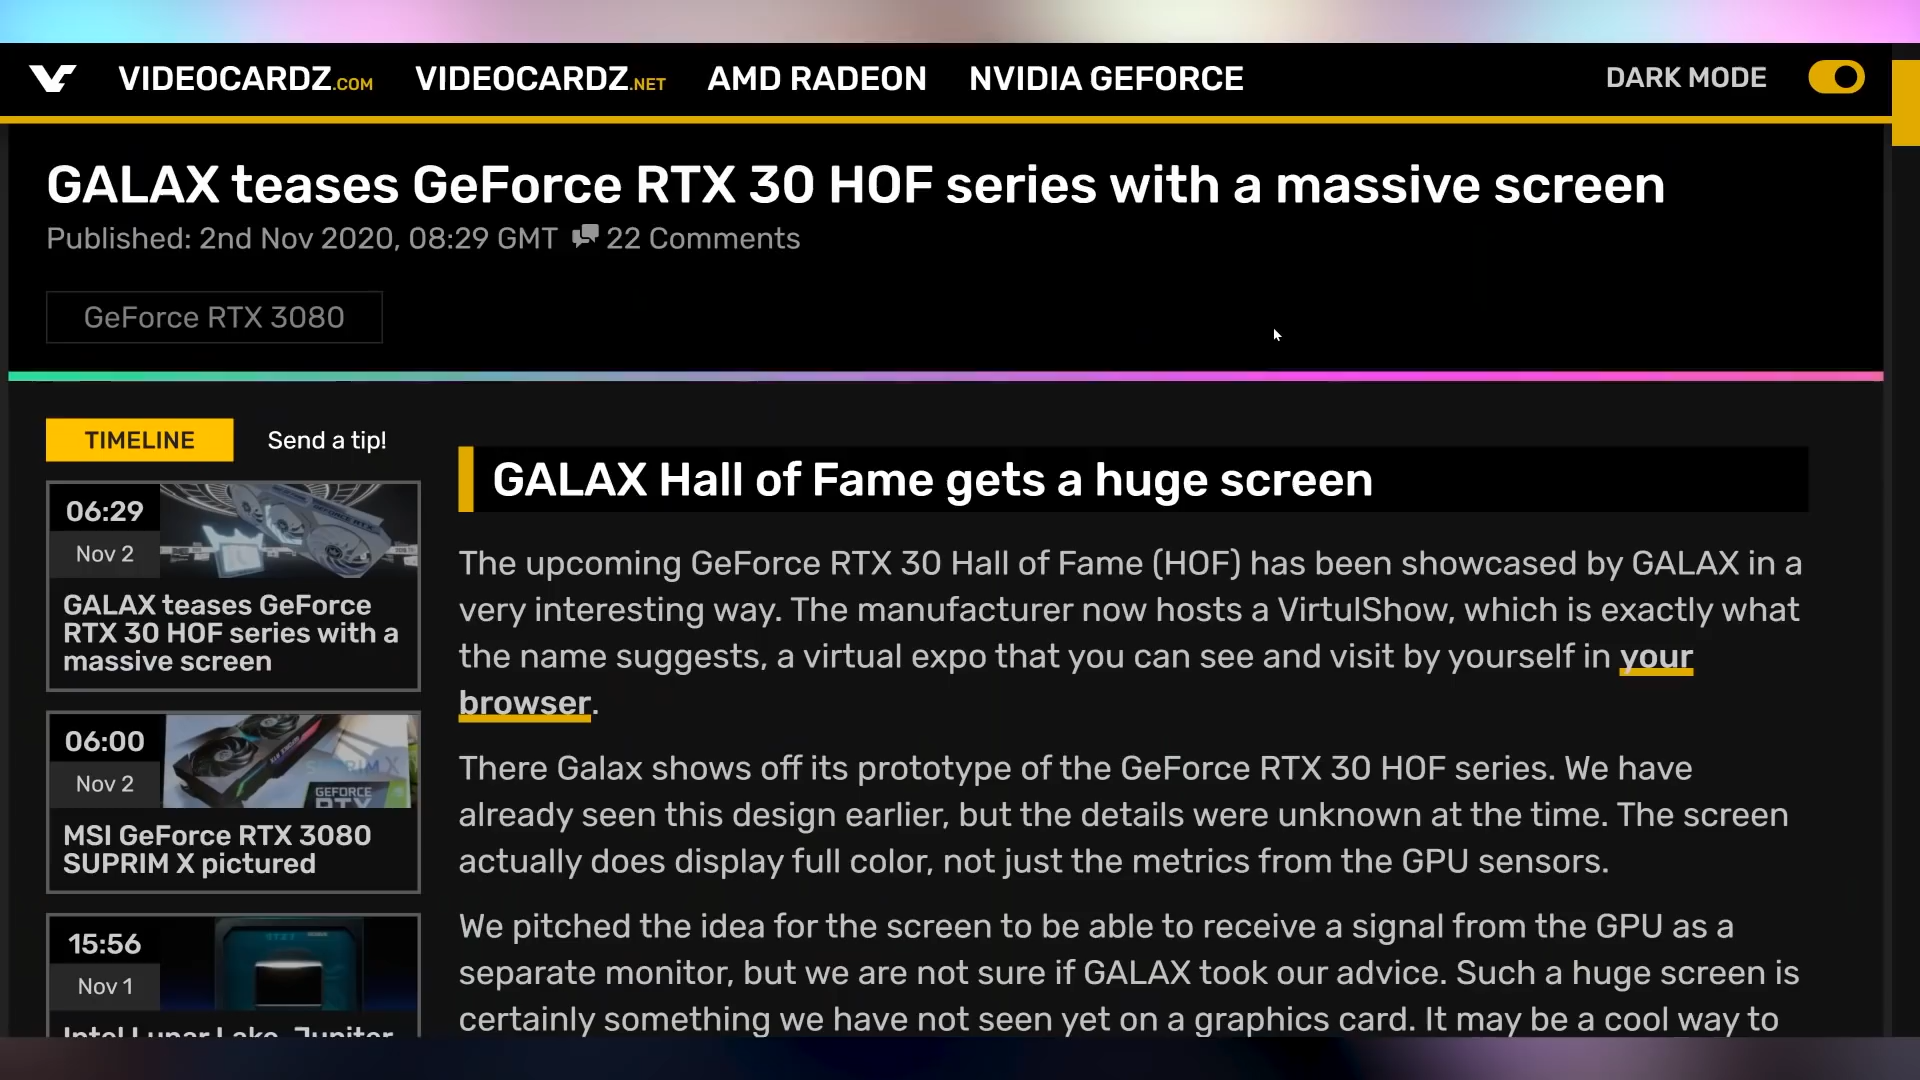 VIDEOCARDZ.COM VIDEOCARDZ.NET AMD RADEON NVIDIA GEFORCE DARK MODE
GALAX teases GeForce RTX 30 HOF series with a massive screen
Published: 2nd Nov 2020, 08:29 GMT 22 Comments
GeForce RTX 3080
TIMELINE Send a tip!
06:29
Nov 2
GALAX teases GeForce
RTX 30 HOF series with a
massive screen
06:00
Nov 2
SUPRIM X
GEFORCE
RTX
MSI GeForce RTX 3080
SUPRIM X pictured
15:56
Nov 1
Intel Lunar Lake, Jupiter
GALAX Hall of Fame gets a huge screen
The upcoming GeForce RTX 30 Hall of Fame (HOF) has been showcased by GALAX in a
very interesting way. The manufacturer now hosts a VirtulShow, which is exactly what
the name suggests, a virtual expo that you can see and visit by yourself in your
browser.
There Galax shows off its prototype of the GeForce RTX 30 HOF series. We have
already seen this design earlier, but the details were unknown at the time. The screen
actually does display full color, not just the metrics from the GPU sensors.
We pitched the idea for the screen to be able to receive a signal from the GPU as a
separate monitor, but we are not sure if GALAX took our advice. Such a huge screen is
certainly something we have not seen yet on a graphics card. It may be a cool way to